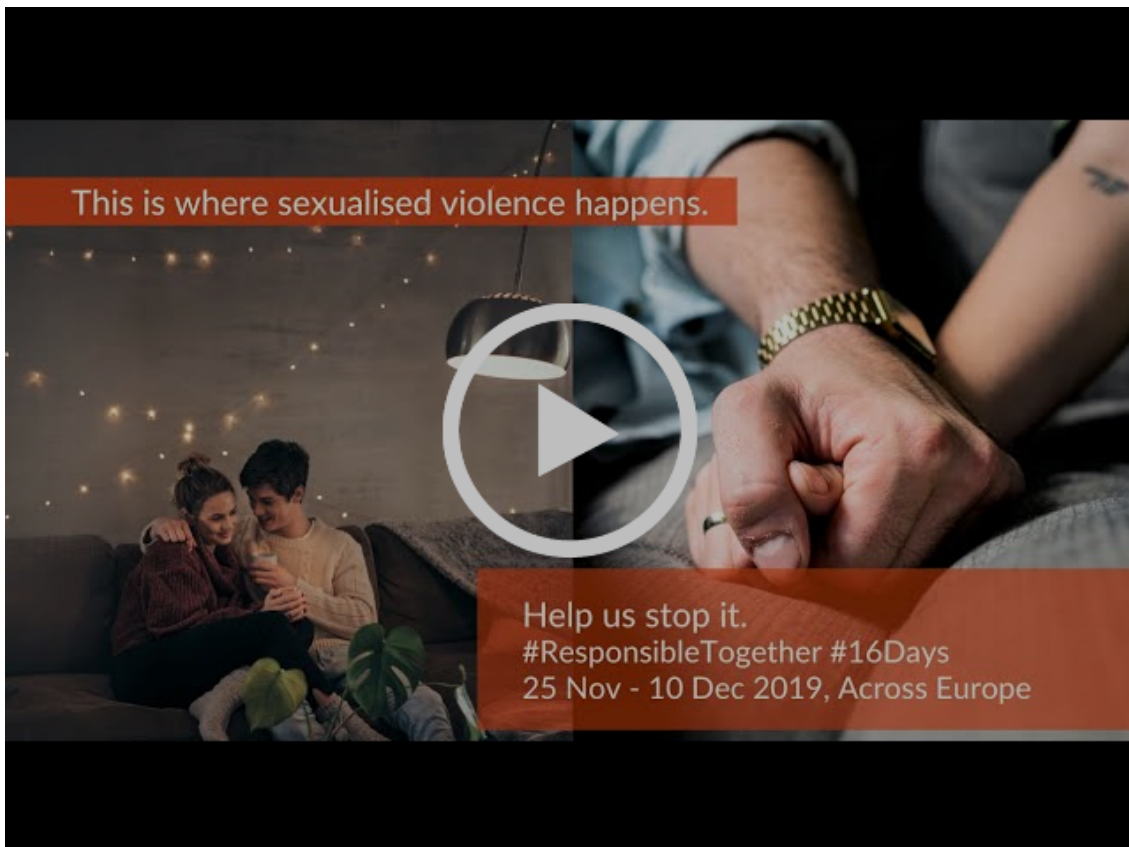 This is where sexualised violence happens.
Help us stop it.
#ResponsibleTogether #16Days
25 Nov - 10 Dec 2019, Across Europe